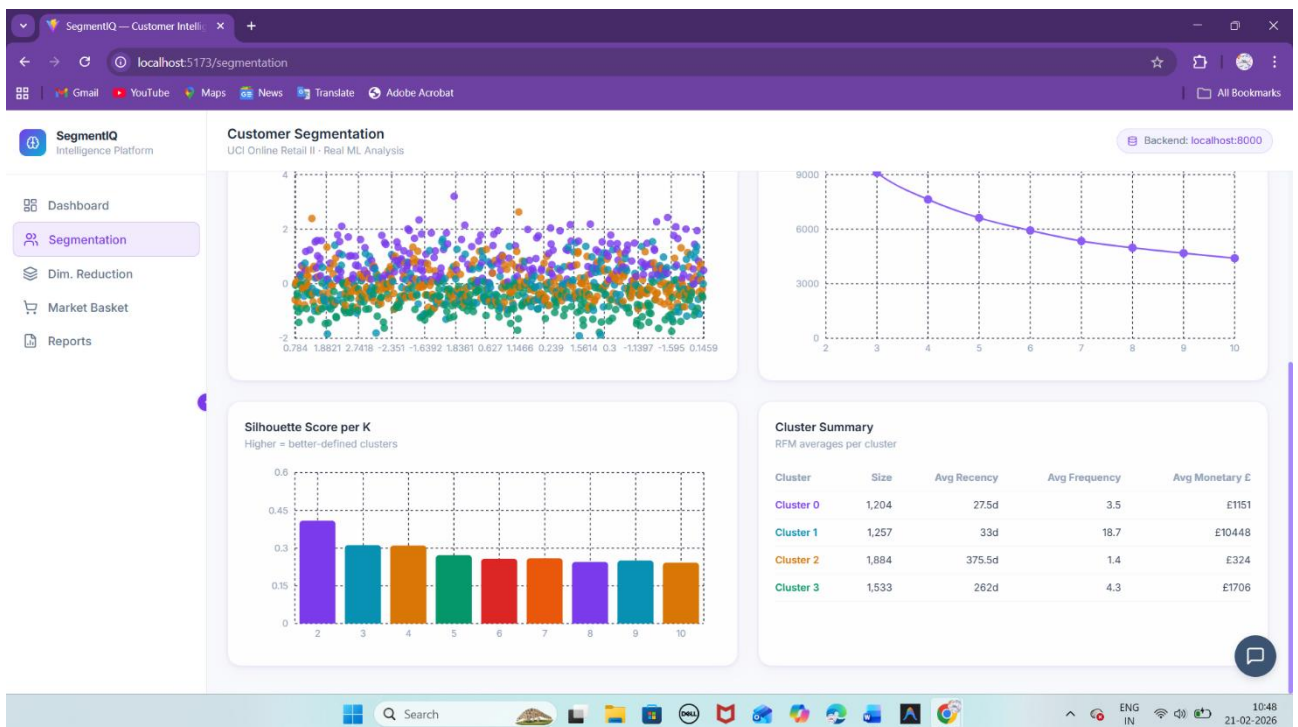 SegmentIQ — Customer Intellig
localhost:5173/segmentation
Gmail YouTube Maps News Translate Adobe Acrobat All Bookmarks
SegmentIQ
Intelligence Platform
Customer Segmentation
UCI Online Retail II · Real ML Analysis
Backend: localhost:8000
Dashboard
Segmentation
Dim. Reduction
Market Basket
Reports
4
2
0
-2
0.784 1.8821 2.7418 -2.351 -1.6392 1.8361 0.627 1.1466 0.239 1.5614 0.3 -1.1397 -1.595 0.1459
9000
6000
3000
0
2 3 4 5 6 7 8 9 10
Silhouette Score per K
Higher = better-defined clusters
0.6
0.45
0.3
0.15
0
2 3 4 5 6 7 8 9 10
Cluster Summary
RFM averages per cluster
Cluster Size Avg Recency Avg Frequency Avg Monetary £
Cluster 0 1,204 27.5d 3.5 £1151
Cluster 1 1,257 33d 18.7 £10448
Cluster 2 1,884 375.5d 1.4 £324
Cluster 3 1,533 262d 4.3 £1706
Search
DELL
ENG
IN
10:48
21-02-2026